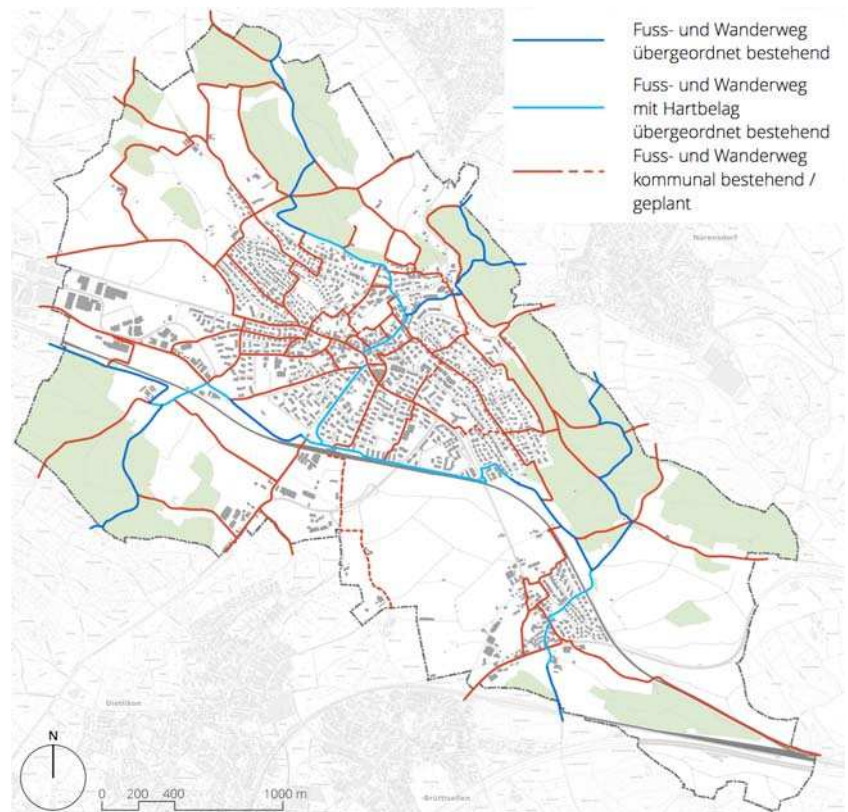 Fuss- und Wanderweg
übergeordnet bestehend
Fuss- und Wanderweg
mit Hartbelag
übergeordnet bestehend
Fuss- und Wanderweg
kommunal bestehend /
geplant
Nürensdorf
Dietlikon
Brüttisellen
N
0 200 400 1000 m